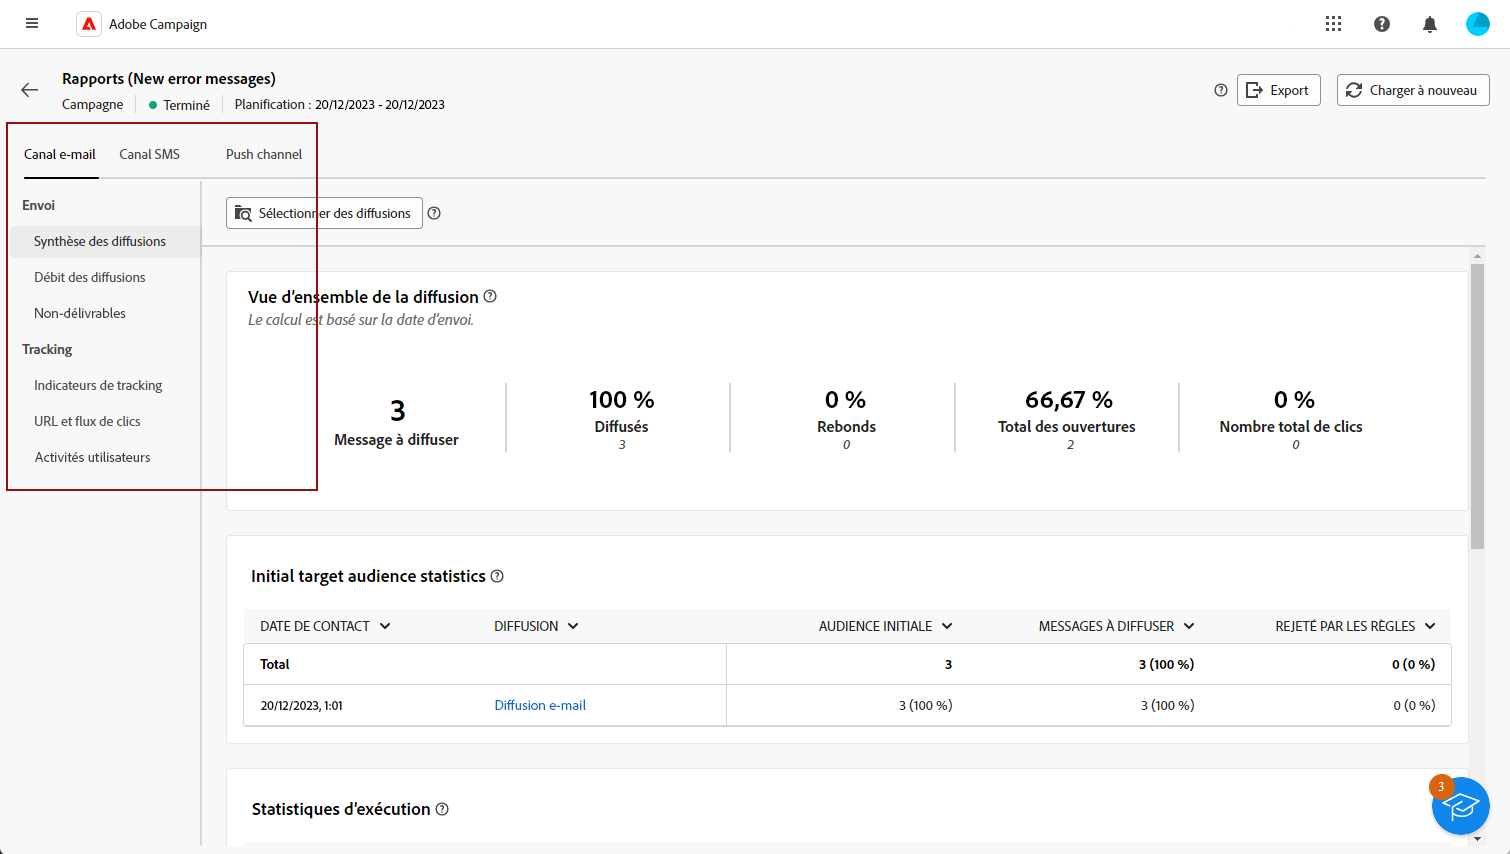 Adobe Campaign
Rapports (New error messages)
Campagne
Terminé
Planification : 20/12/2023 - 20/12/2023
Export
Charger à nouveau
Canal e-mail
Canal SMS
Push channel
Envoi
Synthèse des diffusions
Débit des diffusions
Non-délivrables
Tracking
Indicateurs de tracking
URL et flux de clics
Activités utilisateurs
Sélectionner des diffusions
Vue d’ensemble de la diffusion
Le calcul est basé sur la date d’envoi.
3
Message à diffuser
100 %
Diffusés
3
0 %
Rebonds
0
66,67 %
Total des ouvertures
2
0 %
Nombre total de clics
0
Initial target audience statistics
DATE DE CONTACT DIFFUSION AUDIENCE INITIALE MESSAGES À DIFFUSER REJETÉ PAR LES RÈGLES
Total 3 3 (100 %) 0 (0 %)
20/12/2023, 1:01 Diffusion e-mail 3 (100 %) 3 (100 %) 0 (0 %)
Statistiques d’exécution
3